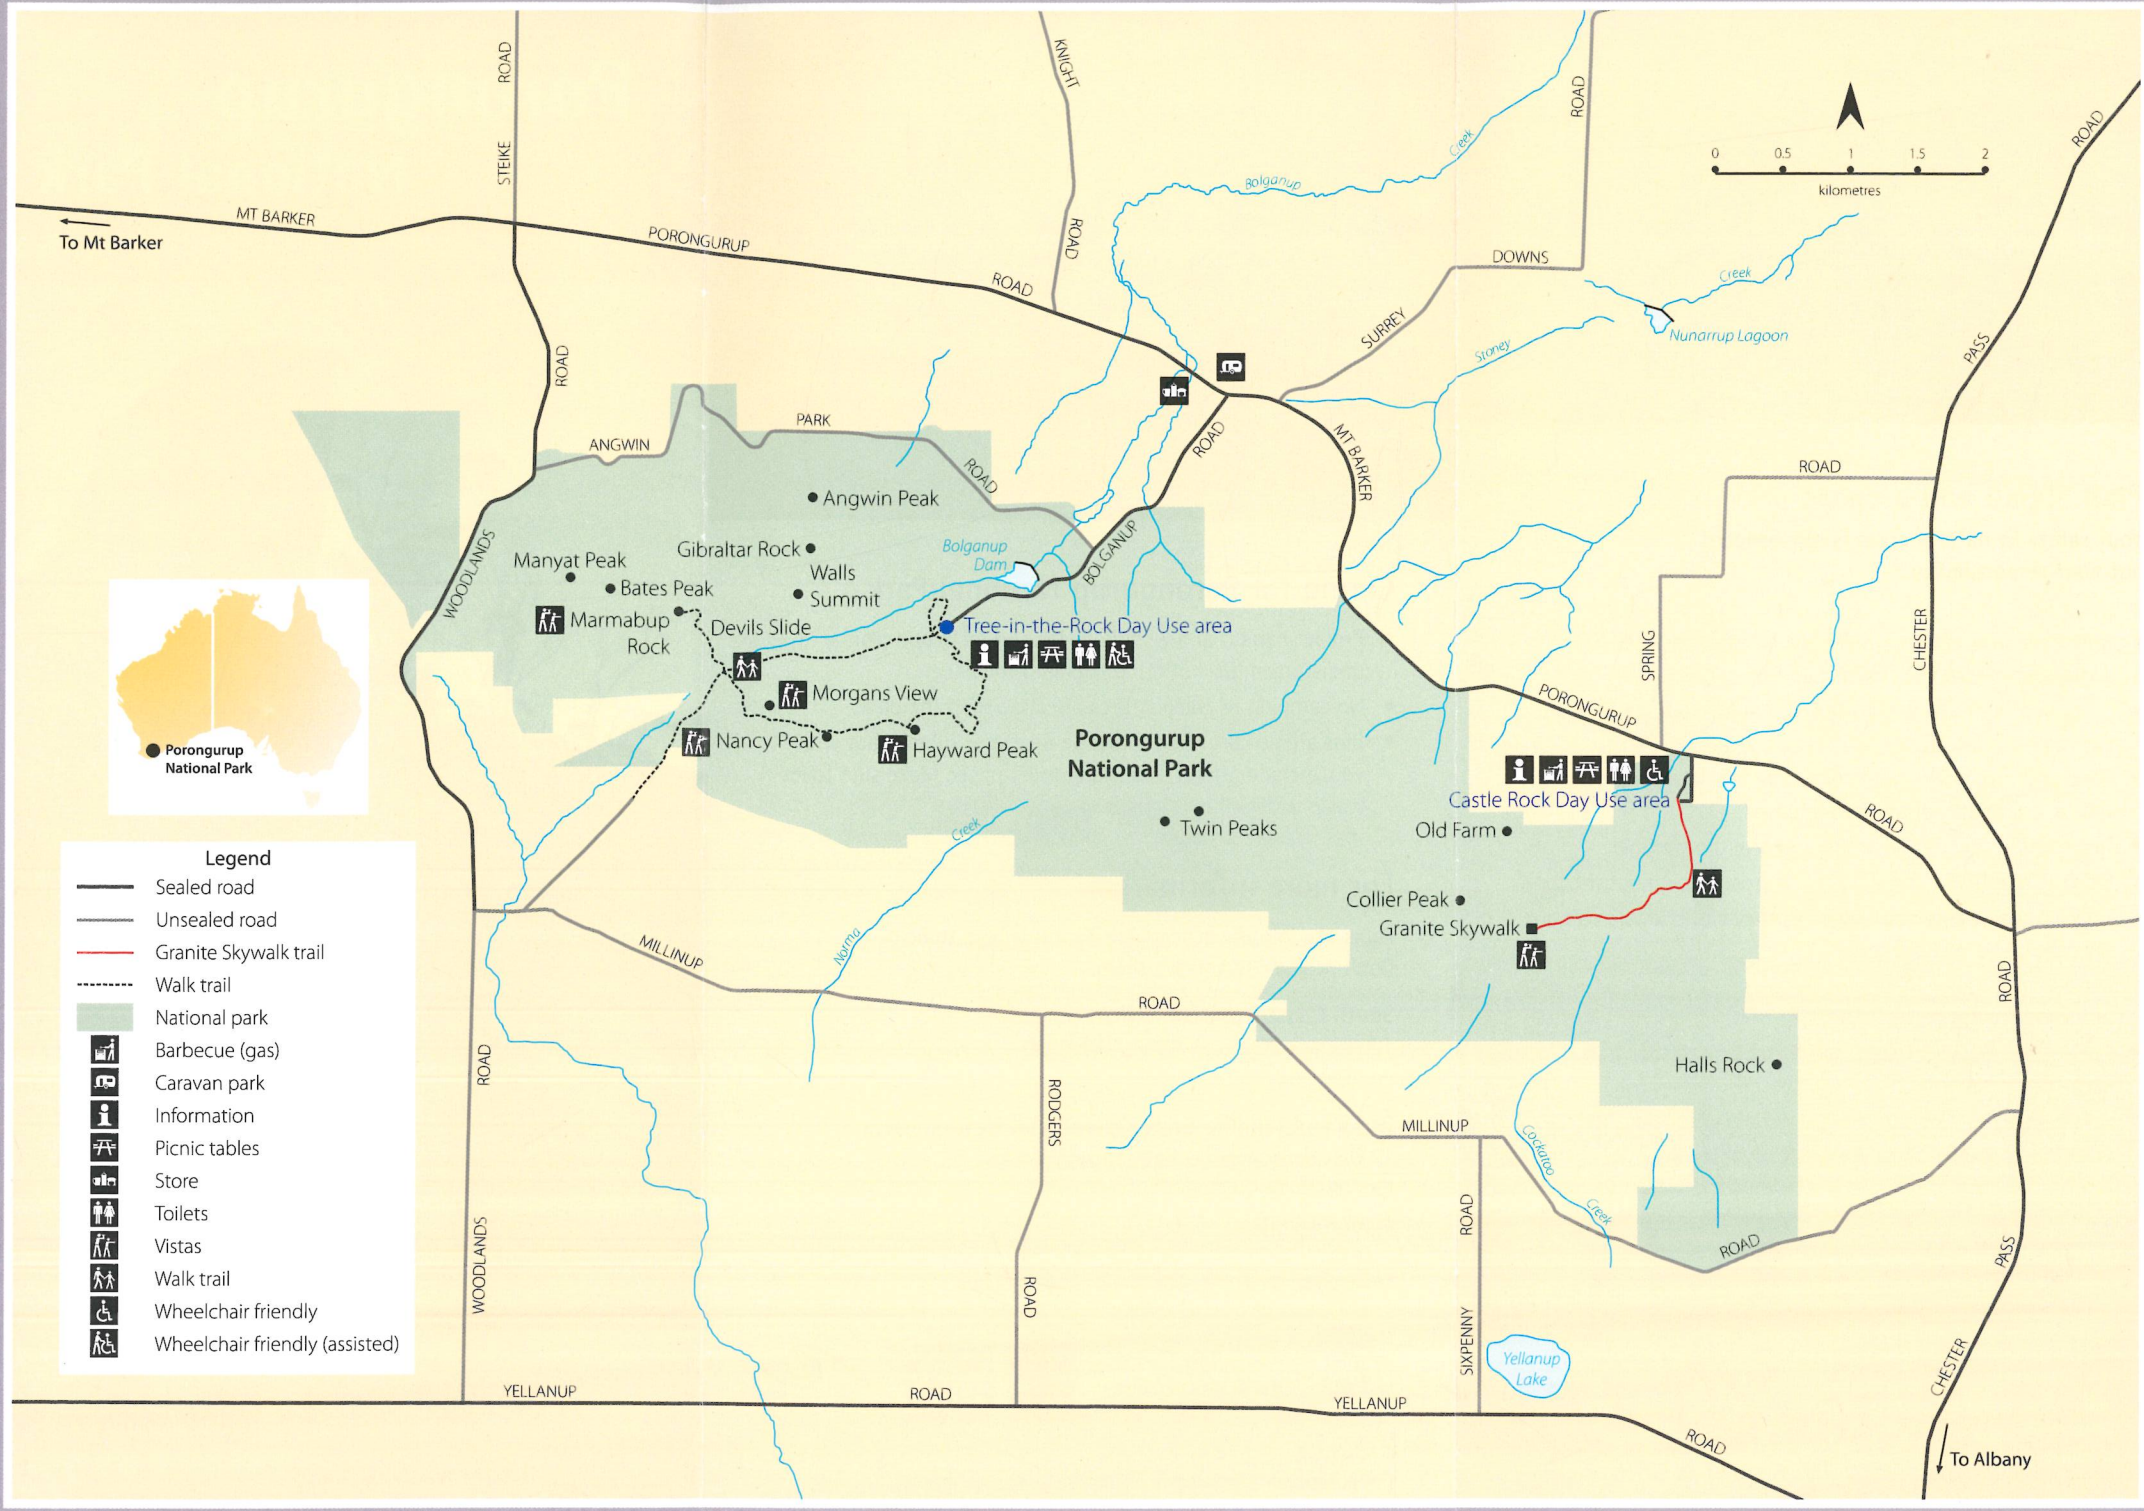 ROAD
STEIKE
KNIGHT
ROAD
ROAD
ROAD
Creek
Bolganup
0 0.5 1 1.5 2
kilometres
MT BARKER
To Mt Barker
PORONGURUP
ROAD
DOWNS
Creek
Nunarrup Lagoon
SURREY
Stoney
PASS
ROAD
PARK
ANGWIN
ROAD
ROAD
MT BARKER
ROAD
Angwin Peak
BOLGANUP
WOODLANDS
Manyat Peak
Gibraltar Rock
Bolganup
Dam
Walls
Summit
Bates Peak
Marmabup
Rock
Devils Slide
Tree-in-the-Rock Day Use area
SPRING
CHESTER
Morgans View
PORONGURUP
Nancy Peak
Hayward Peak
Porongurup
National Park
Porongurup
National Park
Castle Rock Day Use area
Old Farm
Twin Peaks
ROAD
Creek
Norma
Collier Peak
Granite Skywalk
MILLINUP
ROAD
ROAD
Halls Rock
Legend
Sealed road
Unsealed road
Granite Skywalk trail
Walk trail
National park
Barbecue (gas)
Caravan park
Information
Picnic tables
Store
Toilets
Vistas
Walk trail
Wheelchair friendly
Wheelchair friendly (assisted)
ROAD
WOODLANDS
RODGERS
ROAD
MILLINUP
Cockatoo
Creek
ROAD
ROAD
SIXPENNY
PASS
CHESTER
Yellanup
Lake
YELLANUP
ROAD
YELLANUP
ROAD
To Albany